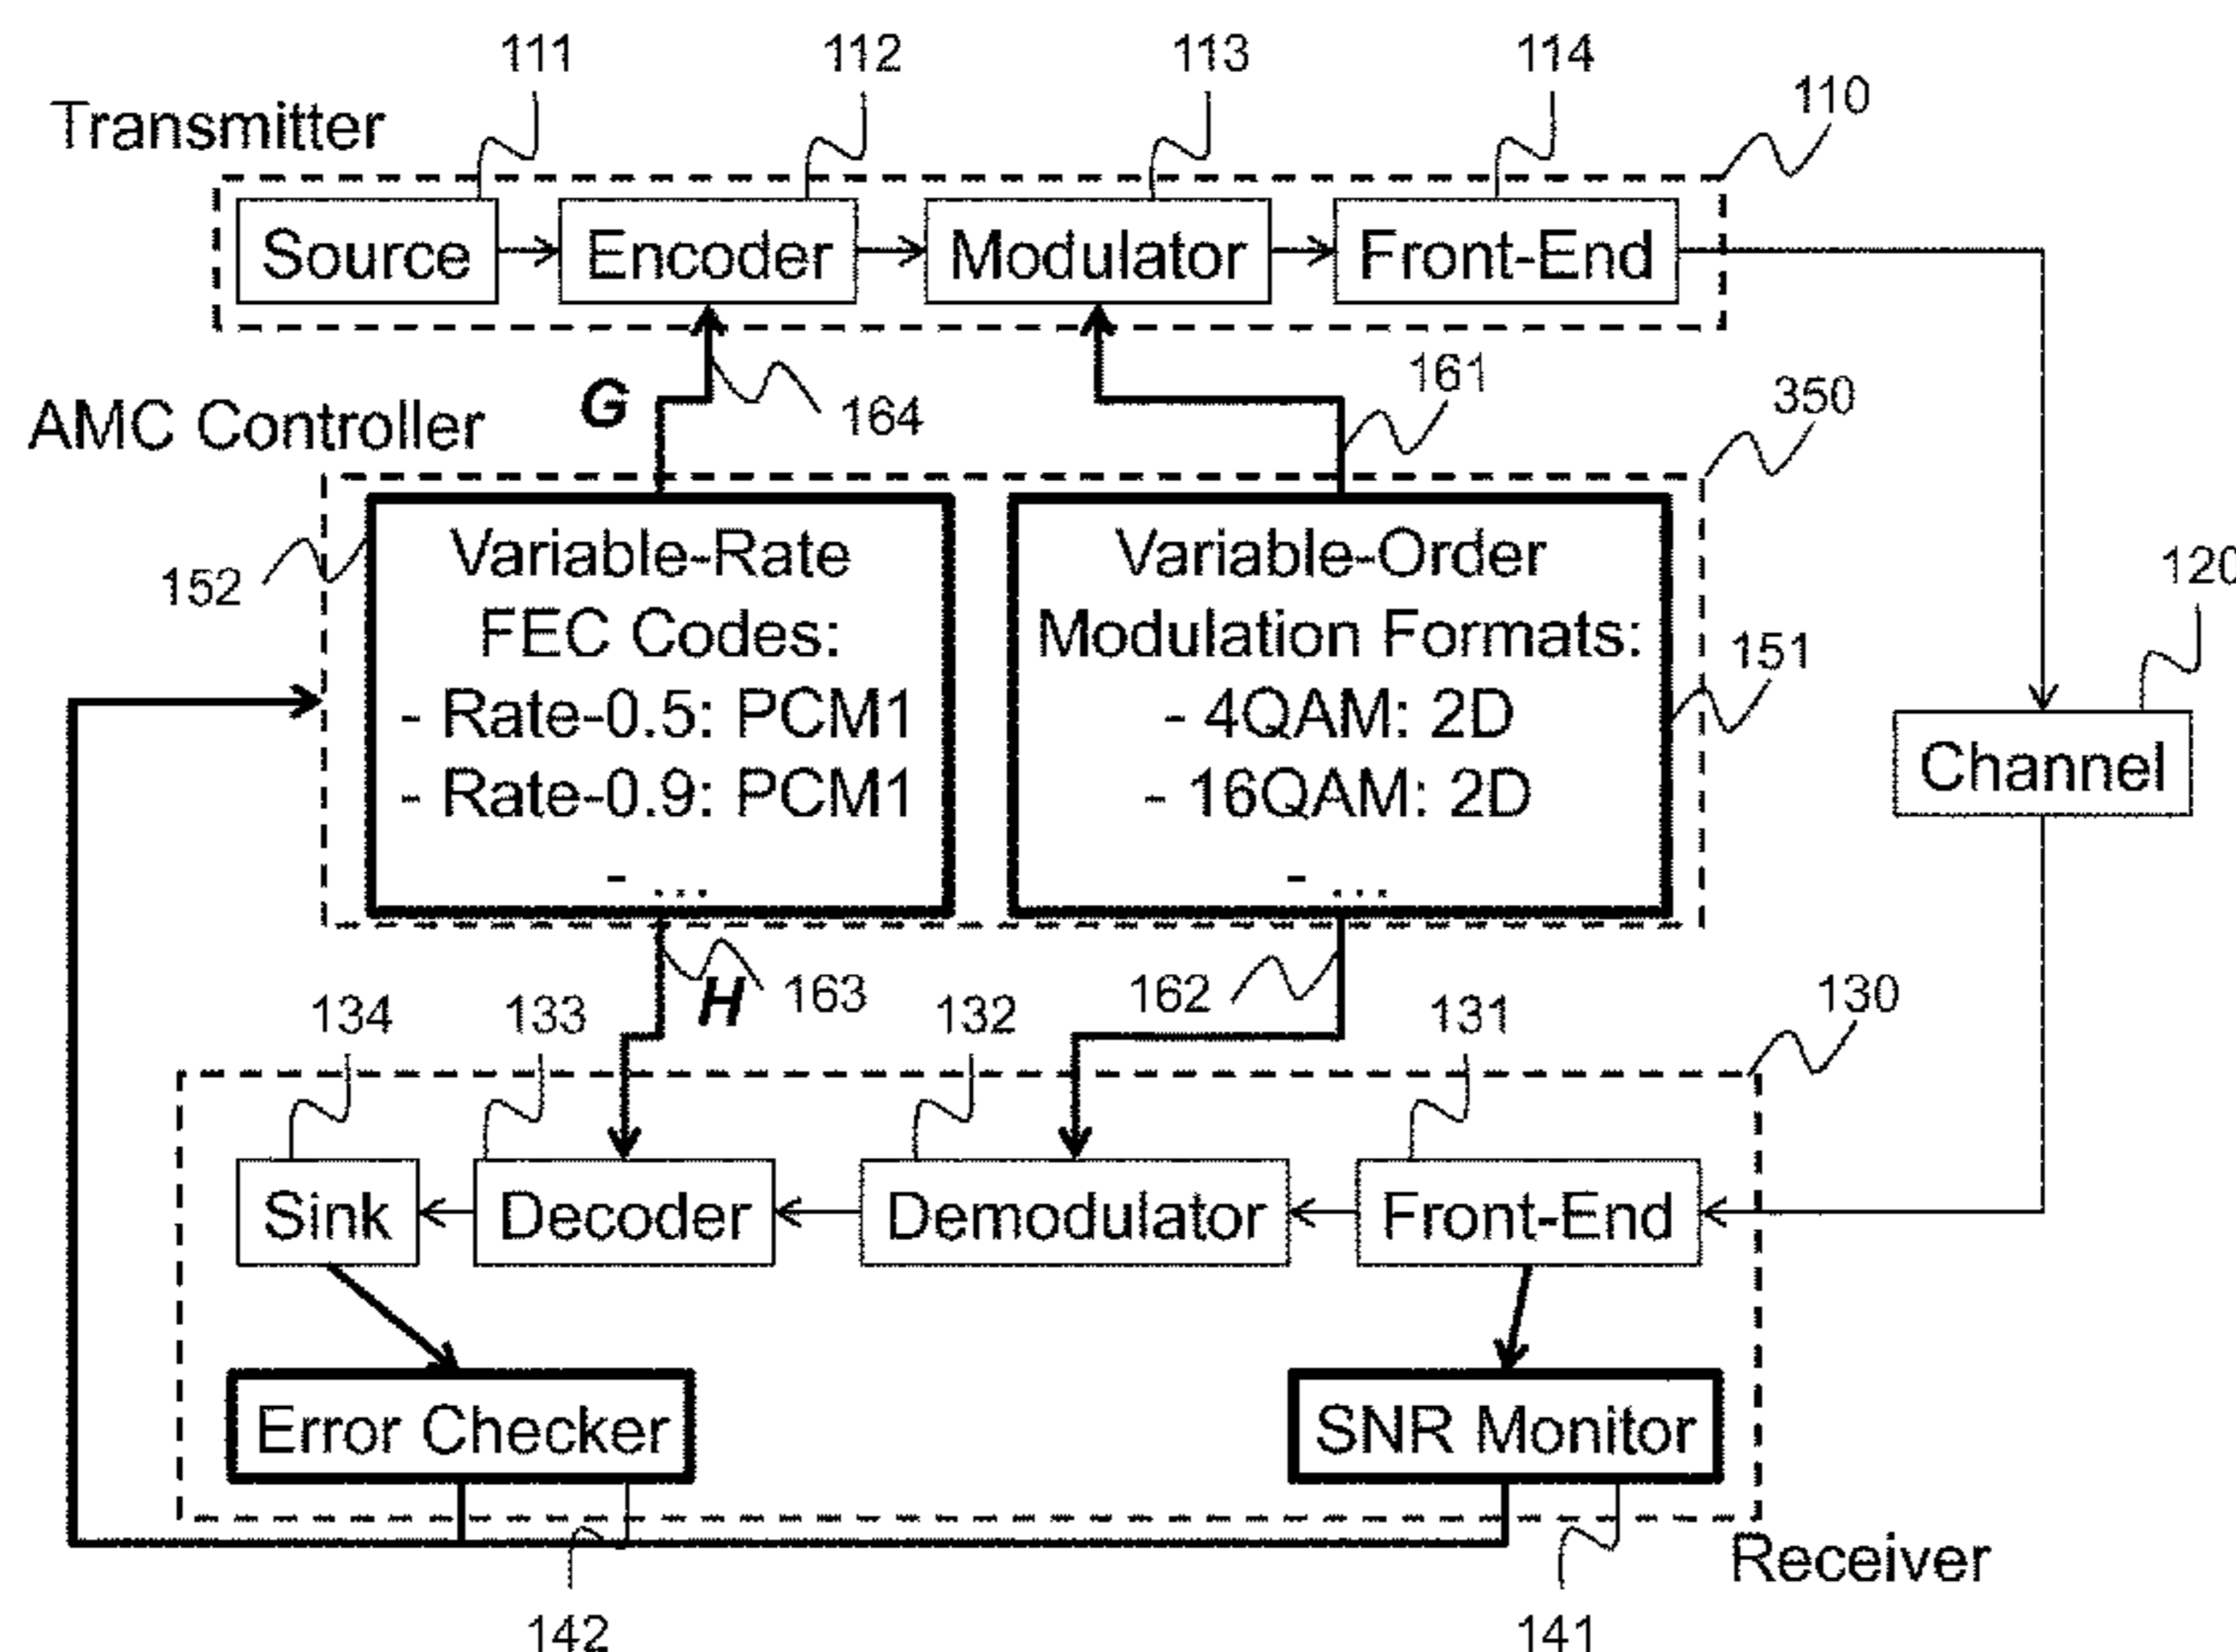 111
112
113
114
110
Transmitter
Source
Encoder
Modulator
Front-End
G
164
161
350
AMC Controller
152
Variable-Rate
FEC Codes:
- Rate-0.5: PCM1
- Rate-0.9: PCM1
- ...
Variable-Order
Modulation Formats:
- 4QAM: 2D
- 16QAM: 2D
- ...
151
120
Channel
H
163
162
130
134
133
132
131
Sink
Decoder
Demodulator
Front-End
Error Checker
SNR Monitor
Receiver
142
141